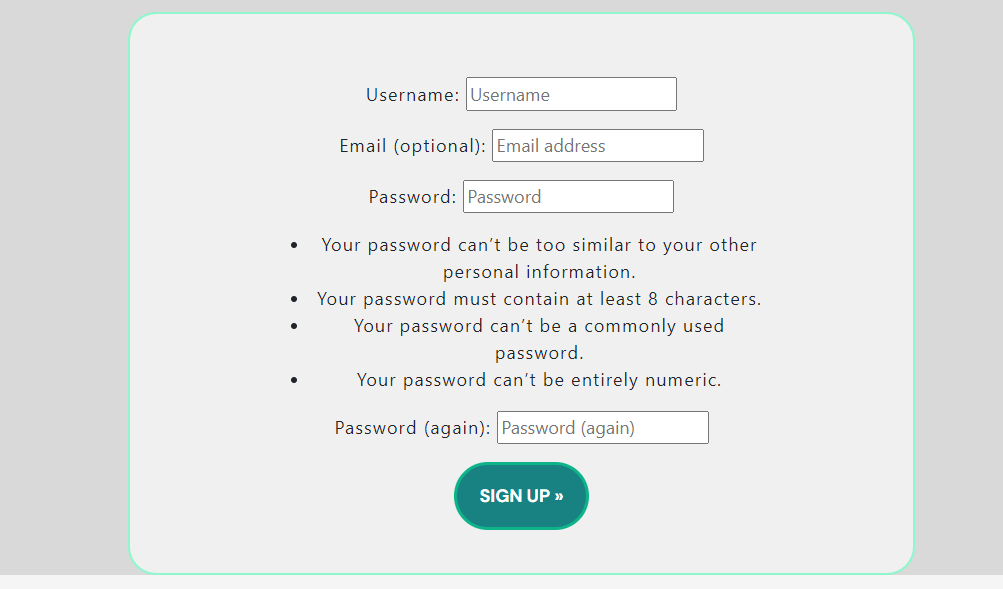 Username: Username
Email (optional): Email address
Password: Password
• Your password can’t be too similar to your other
personal information.
• Your password must contain at least 8 characters.
• Your password can’t be a commonly used
password.
• Your password can’t be entirely numeric.
Password (again): Password (again)
SIGN UP »